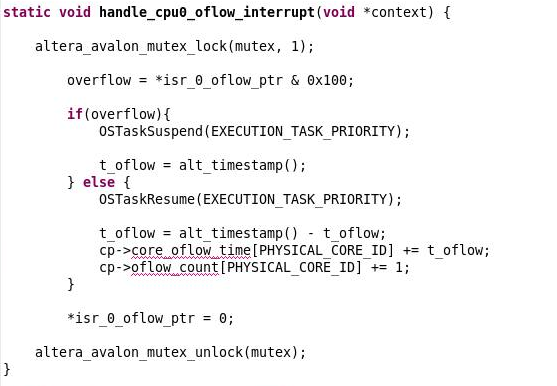 static void handle_cpu0_oflow_interrupt(void *context) {
altera_avalon_mutex_lock(mutex, 1);
overflow = *isr_0_oflow_ptr & 0x100;
if(overflow){
OSTaskSuspend(EXECUTION_TASK_PRIORITY);
t_oflow = alt_timestamp();
} else {
OSTaskResume(EXECUTION_TASK_PRIORITY);
t_oflow = alt_timestamp() - t_oflow;
cp->core_oflow_time[PHYSICAL_CORE_ID] += t_oflow;
cp->oflow_count[PHYSICAL_CORE_ID] += 1;
}
*isr_0_oflow_ptr = 0;
altera_avalon_mutex_unlock(mutex);
}